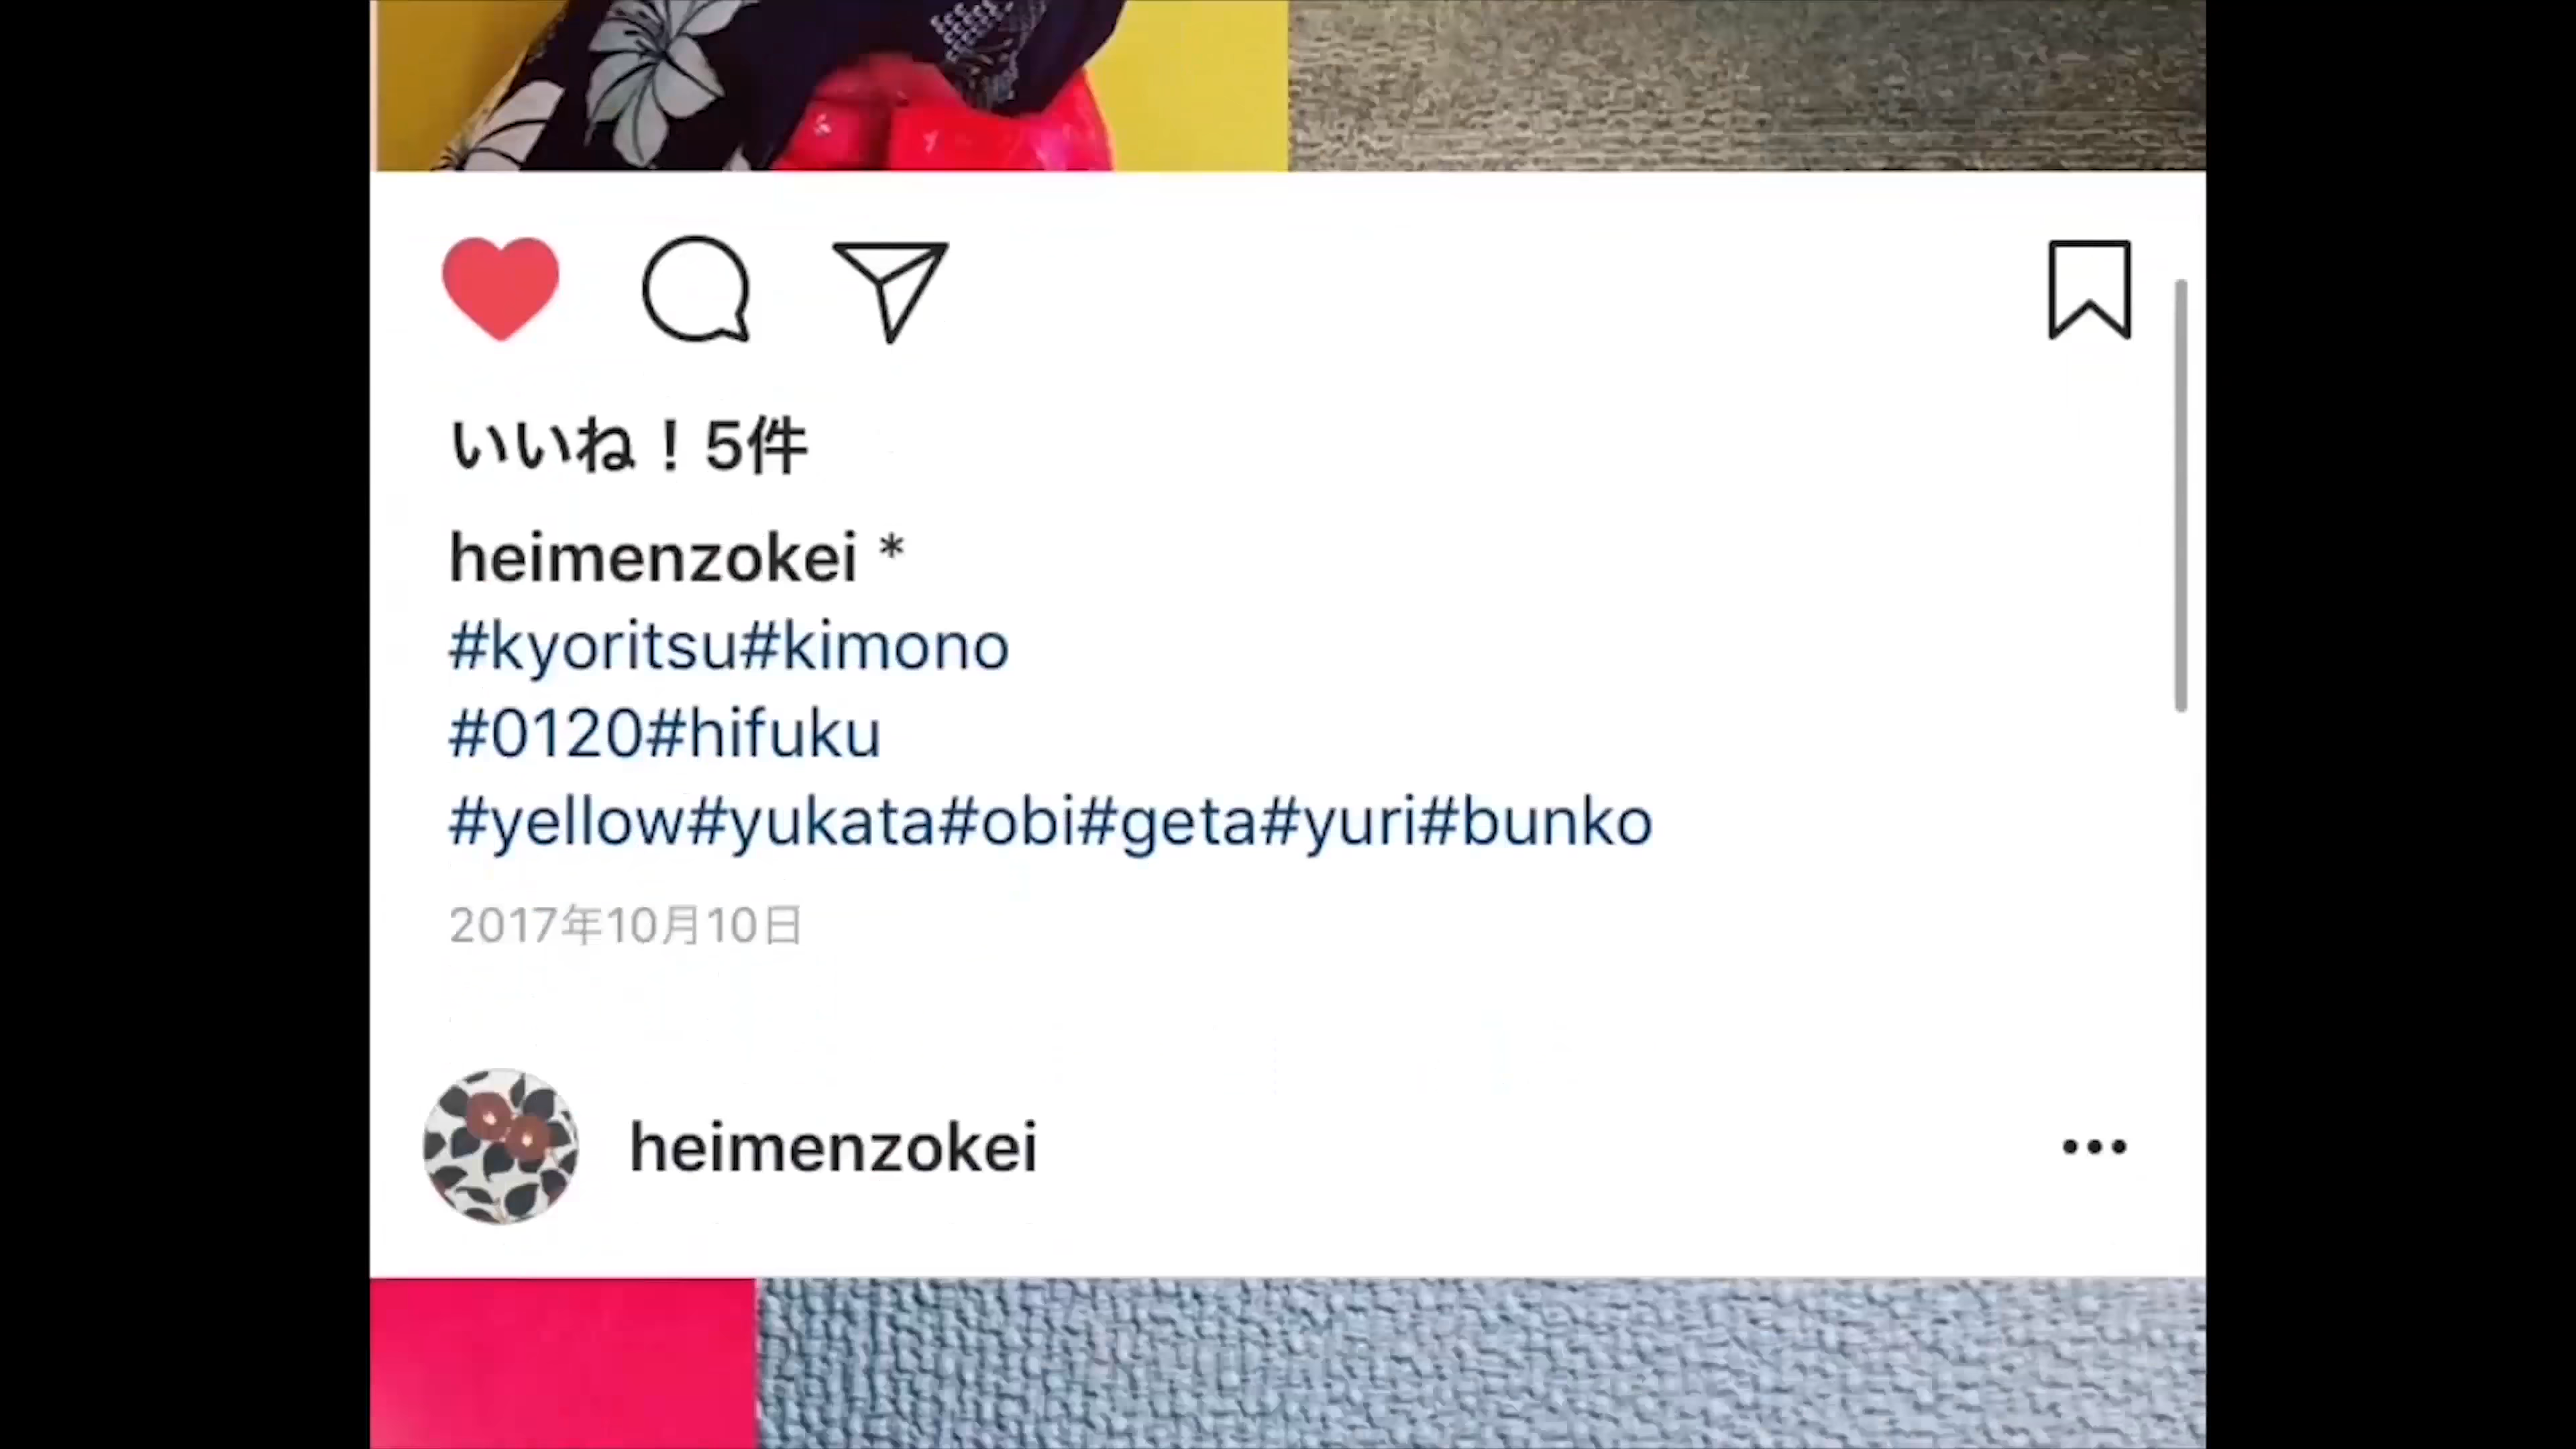 いいね！5件
heimenzokei *
#kyoritsu#kimono
#0120#hifuku
#yellow#yukata#obi#geta#yuri#bunko
2017年10月10日
heimenzokei